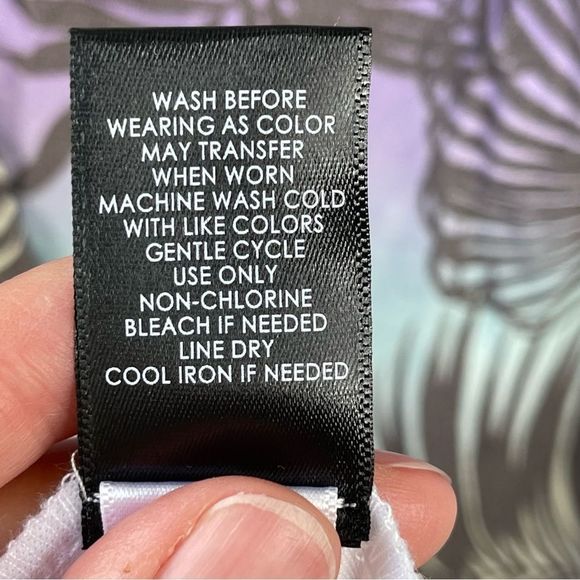 WASH BEFORE
WEARING AS COLOR
MAY TRANSFER
WHEN WORN
MACHINE WASH COLD
WITH LIKE COLORS
GENTLE CYCLE
USE ONLY
NON-CHLORINE
BLEACH IF NEEDED
LINE DRY
COOL IRON IF NEEDED